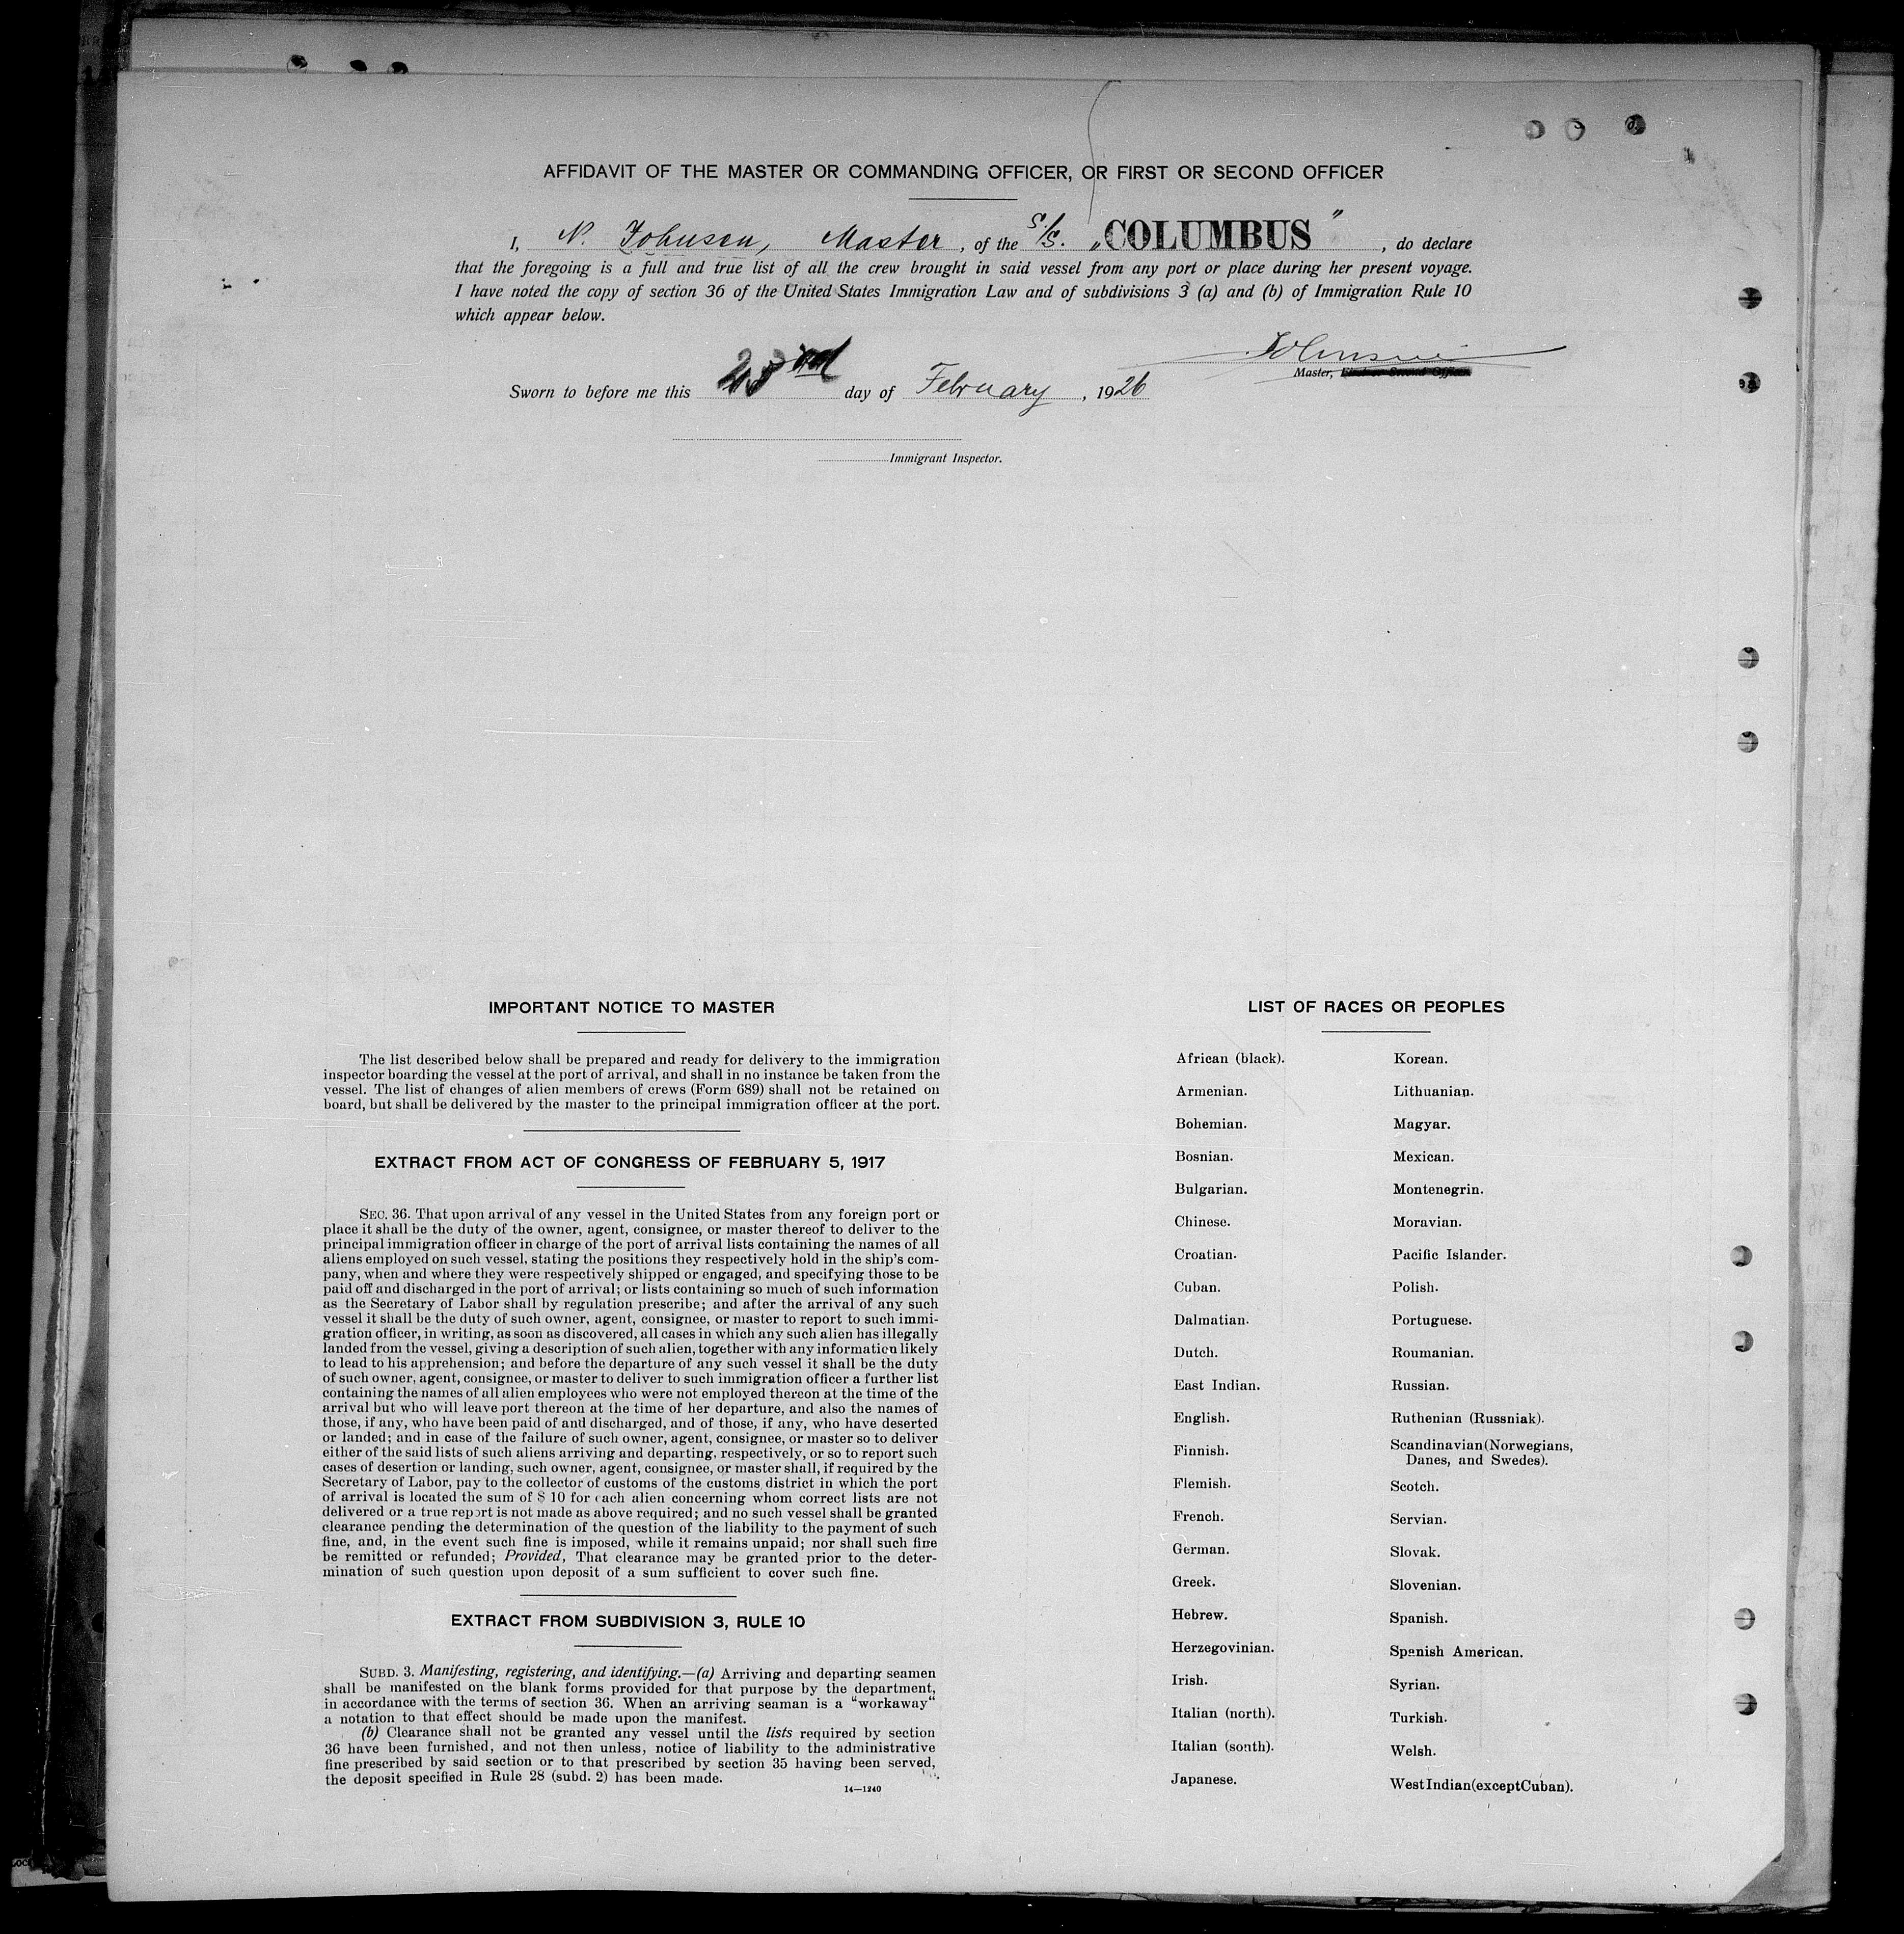 AFFIDAVIT OF THE MASTER OR COMMANDING OFFICER, OR FIRST OR SECOND OFFICER
I, N. Johnsen, Master, of the S/S. „COLUMBUS", do declare
that the foregoing is a full and true list of all the crew brought in said vessel from any port or place during her present voyage.
I have noted the copy of section 36 of the United States Immigration Law and of subdivisions 3 (a) and (b) of Immigration Rule 10
which appear below.
Johnsen
Master, First or Second Officer.
Sworn to before me this 23rd day of February, 1926
Immigrant Inspector.
IMPORTANT NOTICE TO MASTER
The list described below shall be prepared and ready for delivery to the immigration
inspector boarding the vessel at the port of arrival, and shall in no instance be taken from the
vessel. The list of changes of alien members of crews (Form 689) shall not be retained on
board, but shall be delivered by the master to the principal immigration officer at the port.
EXTRACT FROM ACT OF CONGRESS OF FEBRUARY 5, 1917
SEC. 36. That upon arrival of any vessel in the United States from any foreign port or
place it shall be the duty of the owner, agent, consignee, or master thereof to deliver to the
principal immigration officer in charge of the port of arrival lists containing the names of all
aliens employed on such vessel, stating the positions they respectively hold in the ship's com-
pany, when and where they were respectively shipped or engaged, and specifying those to be
paid off and discharged in the port of arrival; or lists containing so much of such information
as the Secretary of Labor shall by regulation prescribe; and after the arrival of any such
vessel it shall be the duty of such owner, agent, consignee, or master to report to such immi-
gration officer, in writing, as soon as discovered, all cases in which any such alien has illegally
landed from the vessel, giving a description of such alien, together with any information likely
to lead to his apprehension; and before the departure of any such vessel it shall be the duty
of such owner, agent, consignee, or master to deliver to such immigration officer a further list
containing the names of all alien employees who were not employed thereon at the time of the
arrival but who will leave port thereon at the time of her departure, and also the names of
those, if any, who have been paid of and discharged, and of those, if any, who have deserted
or landed; and in case of the failure of such owner, agent, consignee, or master so to deliver
either of the said lists of such aliens arriving and departing, respectively, or so to report such
cases of desertion or landing, such owner, agent, consignee, or master shall, if required by the
Secretary of Labor, pay to the collector of customs of the customs district in which the port
of arrival is located the sum of $ 10 for each alien concerning whom correct lists are not
delivered or a true report is not made as above required; and no such vessel shall be granted
clearance pending the determination of the question of the liability to the payment of such
fine, and, in the event such fine is imposed, while it remains unpaid; nor shall such fine
be remitted or refunded; Provided, That clearance may be granted prior to the deter-
mination of such question upon deposit of a sum sufficient to cover such fine.
EXTRACT FROM SUBDIVISION 3, RULE 10
SUBD. 3. Manifesting, registering, and identifying.—(a) Arriving and departing seamen
shall be manifested on the blank forms provided for that purpose by the department,
in accordance with the terms of section 36. When an arriving seaman is a "workaway"
a notation to that effect should be made upon the manifest.
(b) Clearance shall not be granted any vessel until the lists required by section
36 have been furnished, and not then unless, notice of liability to the administrative
fine prescribed by said section or to that prescribed by section 35 having been served,
the deposit specified in Rule 28 (subd. 2) has been made.
14—1240
LIST OF RACES OR PEOPLES
African (black).
Armenian.
Bohemian.
Bosnian.
Bulgarian.
Chinese.
Croatian.
Cuban.
Dalmatian.
Dutch.
East Indian.
English.
Finnish.
Flemish.
French.
German.
Greek.
Hebrew.
Herzegovinian.
Irish.
Italian (north).
Italian (south).
Japanese.
Korean.
Lithuanian.
Magyar.
Mexican.
Montenegrin.
Moravian.
Pacific Islander.
Polish.
Portuguese.
Roumanian.
Russian.
Ruthenian (Russniak).
Scandinavian (Norwegians,
Danes, and Swedes).
Scotch.
Servian.
Slovak.
Slovenian.
Spanish.
Spanish American.
Syrian.
Turkish.
Welsh.
West Indian (except Cuban).